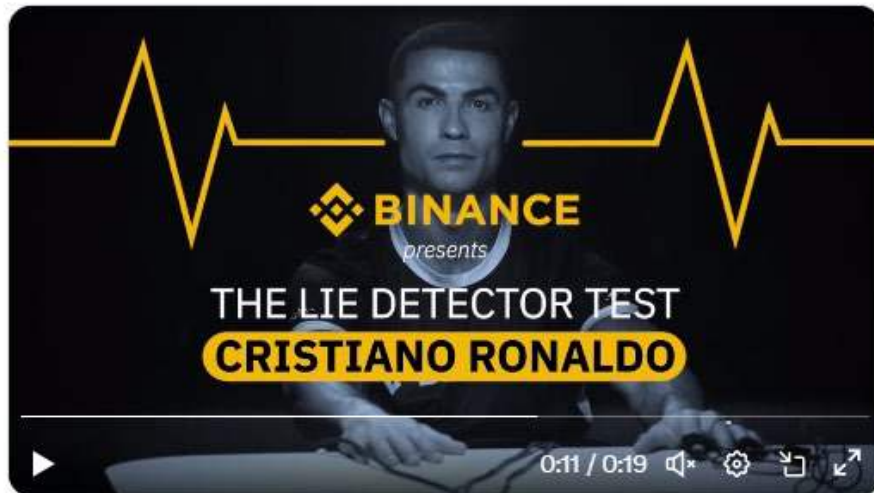 BINANCE
presents
THE LIE DETECTOR TEST
CRISTIANO RONALDO
0:11 / 0:19